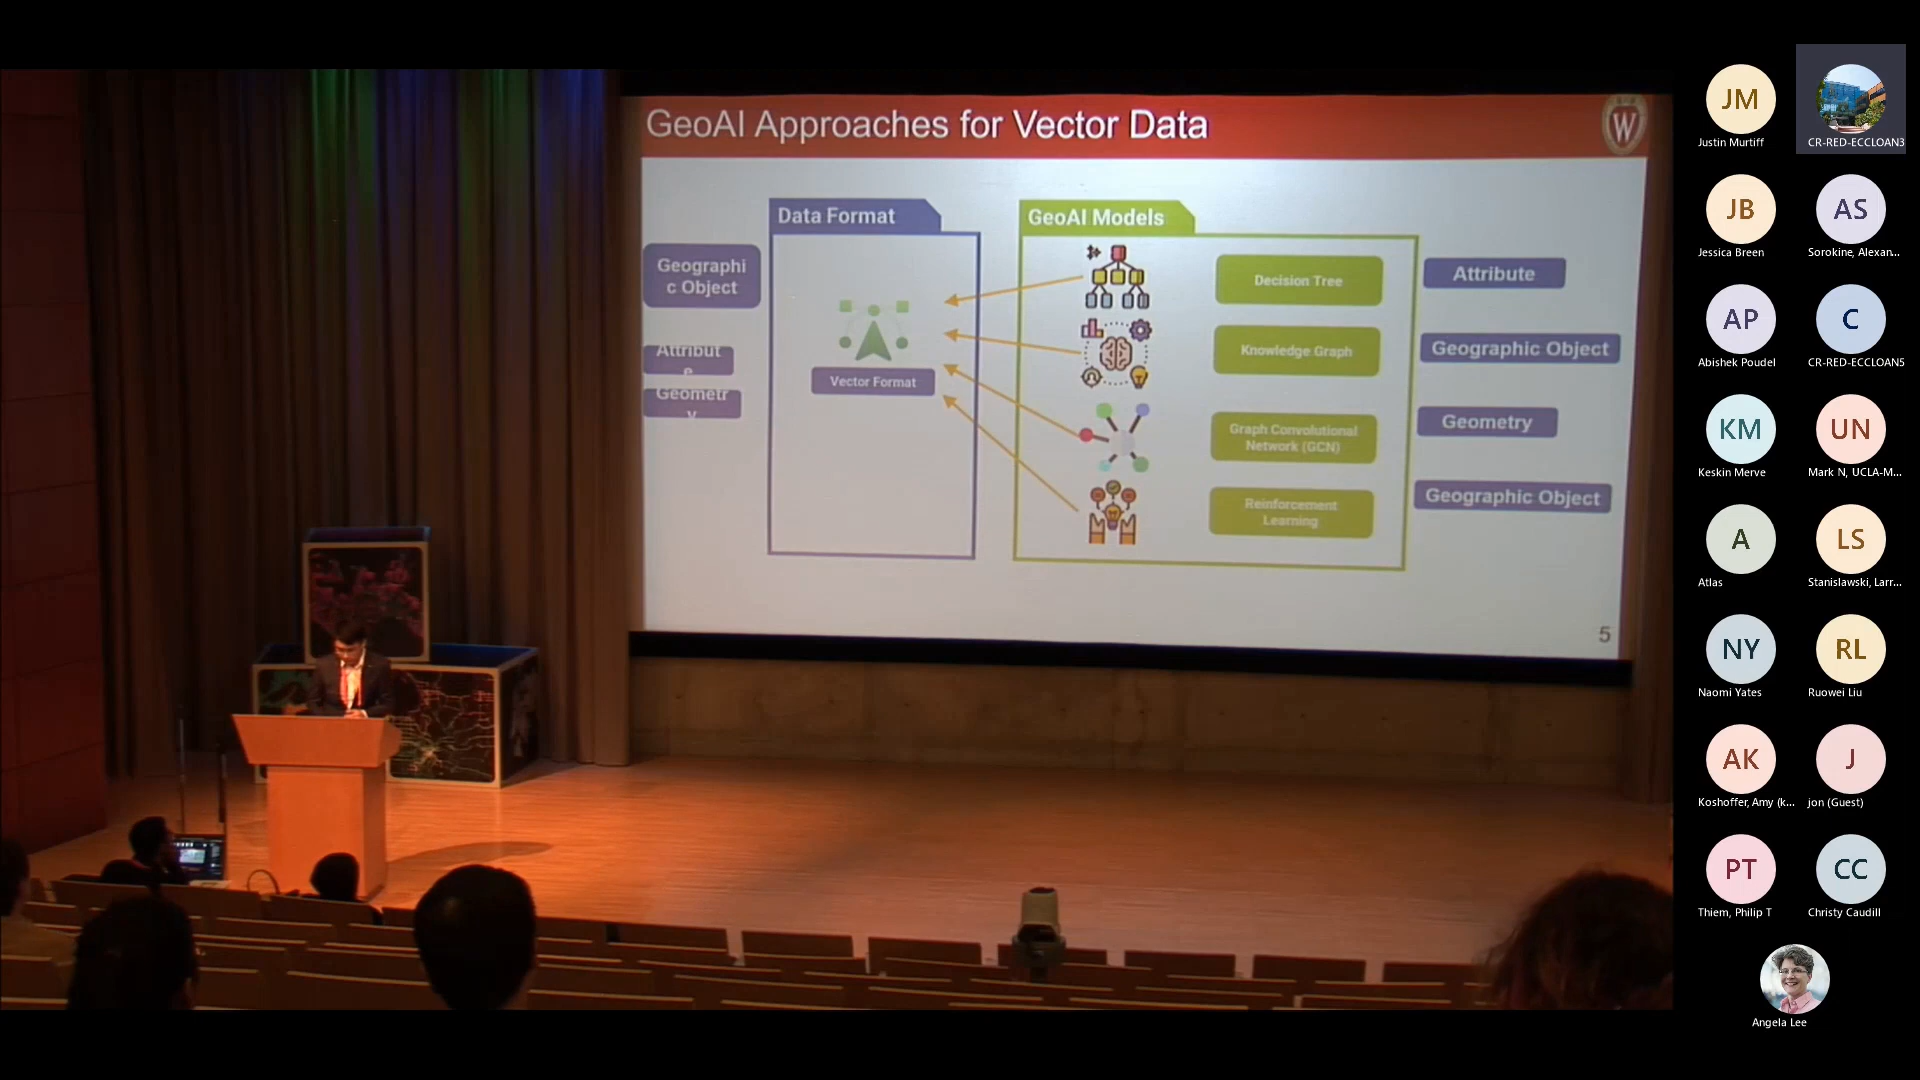 GeoAI Approaches for Vector Data
W
Data Format
GeoAI Models
Geographi
c Object
Attribut
e
Geometr
y
Vector Format
Decision Tree
Knowledge Graph
Graph Convolutional
Network (GCN)
Reinforcement
Learning
Attribute
Geographic Object
Geometry
Geographic Object
5
JM
Justin Murtiff
CR-RED-ECCLOAN3
JB
Jessica Breen
AS
Sorokine, Alexan...
AP
Abishek Poudel
C
CR-RED-ECCLOAN5
KM
Keskin Merve
UN
Mark N, UCLA-M...
A
Atlas
LS
Stanislawski, Larr...
NY
Naomi Yates
RL
Ruowei Liu
AK
Koshoffer, Amy (k...
J
jon (Guest)
PT
Thiem, Philip T
CC
Christy Caudill
Angela Lee